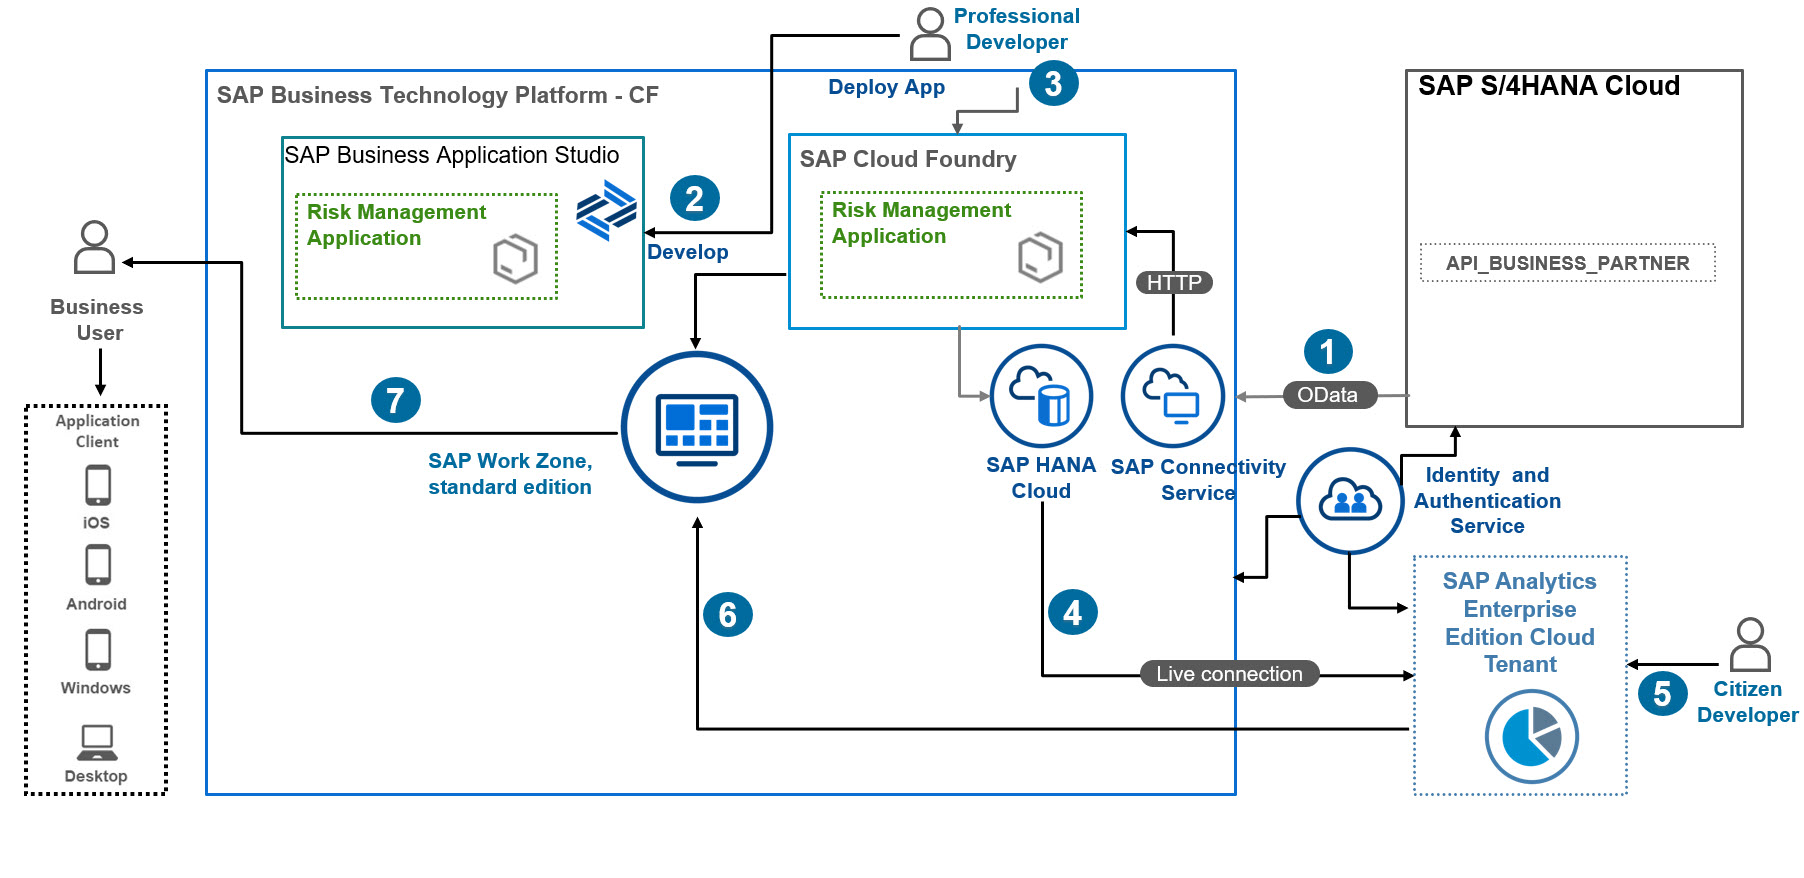 Professional
Developer
3
Deploy App
SAP Business Technology Platform - CF
SAP S/4HANA Cloud
SAP Business Application Studio
SAP Cloud Foundry
2
Risk Management
Application
Develop
Risk Management
Application
API_BUSINESS_PARTNER
HTTP
Business
User
1
OData
7
Application
Client
iOS
Android
Windows
Desktop
SAP Work Zone,
standard edition
SAP HANA
Cloud
SAP Connectivity
Service
Identity and
Authentication
Service
SAP Analytics
Enterprise
Edition Cloud
Tenant
6
4
Live connection
5
Citizen
Developer